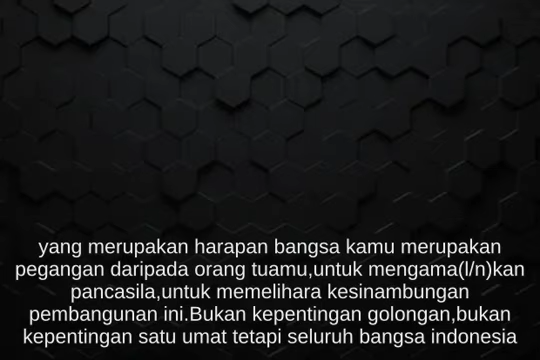 yang merupakan harapan bangsa kamu merupakan
pegangan daripada orang tuamu,untuk mengama(l/n)kan
pancasila,untuk memelihara kesinambungan
pembangunan ini.Bukan kepentingan golongan,bukan
kepentingan satu umat tetapi seluruh bangsa indonesia